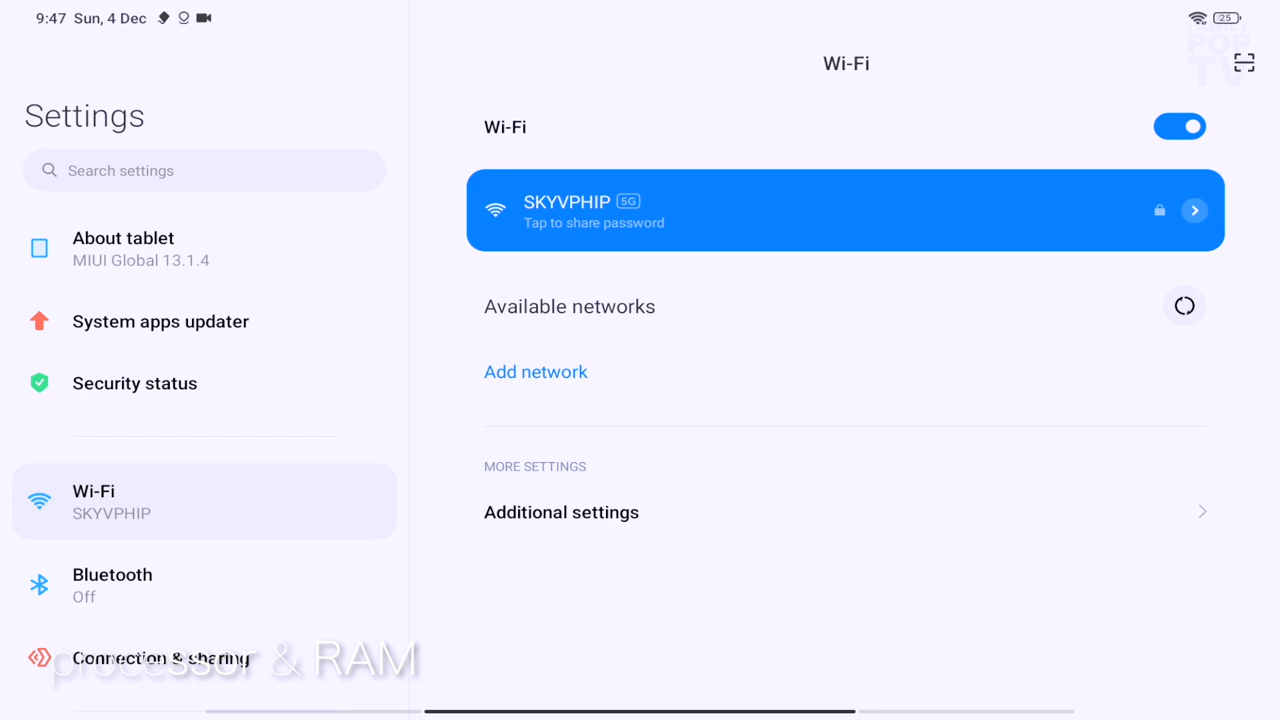 9:47 Sun, 4 Dec
25
POP
TV
Settings
Search settings
About tablet
MIUI Global 13.1.4
System apps updater
Security status
Wi-Fi
SKYVPHIP
Bluetooth
Off
Connection & sharing
processor & RAM
Wi-Fi
Wi-Fi
SKYVPHIP 5G
Tap to share password
Available networks
Add network
MORE SETTINGS
Additional settings